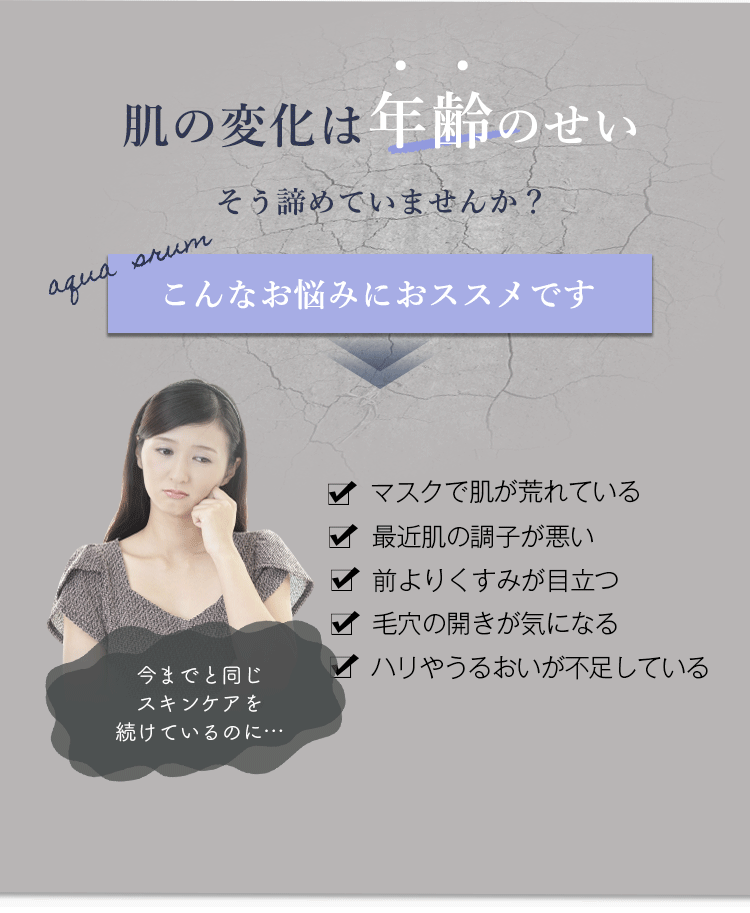 肌の変化は年齢のせい
そう諦めていませんか？
aqua srum
こんなお悩みにおススメです
マスクで肌が荒れている
最近肌の調子が悪い
前よりくすみが目立つ
毛穴の開きが気になる
ハリやうるおいが不足している
今までと同じ
スキンケアを
続けているのに…